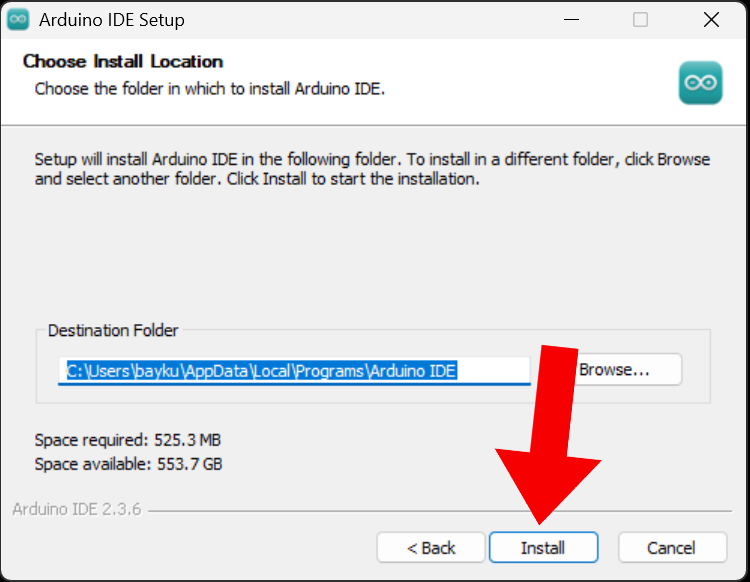 Arduino IDE Setup
Choose Install Location
Choose the folder in which to install Arduino IDE.
Setup will install Arduino IDE in the following folder. To install in a different folder, click Browse
and select another folder. Click Install to start the installation.
Destination Folder
C:\Users\bayku\AppData\Local\Programs\Arduino IDE
Browse...
Space required: 525.3 MB
Space available: 553.7 GB
Arduino IDE 2.3.6
< Back
Install
Cancel